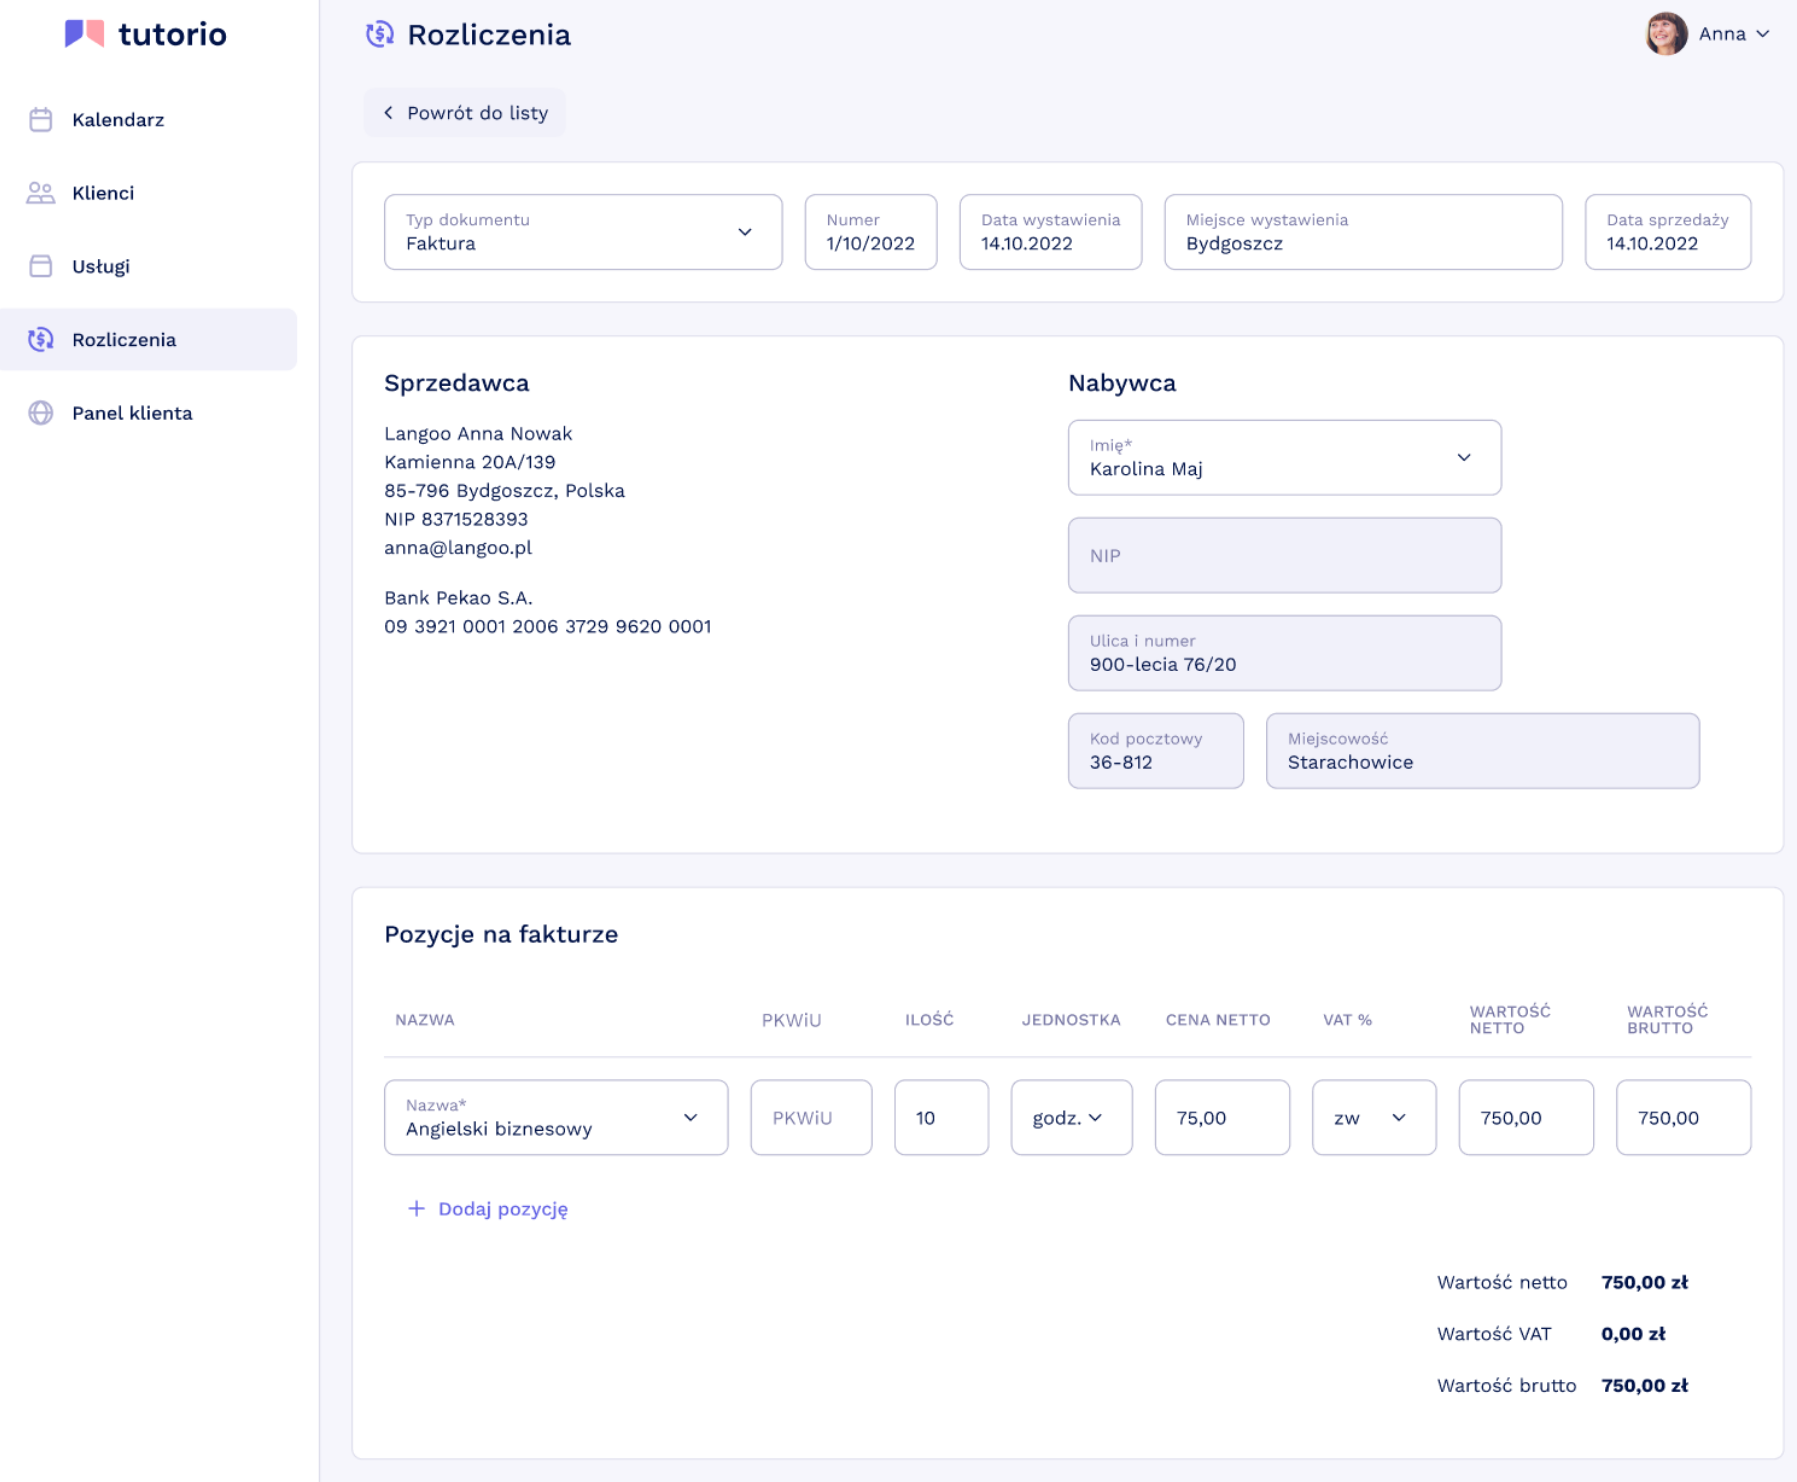 tutorio
Rozliczenia
Anna
Kalendarz
Klienci
Usługi
Rozliczenia
Panel klienta
Powrót do listy
Typ dokumentu
Faktura
Numer
1/10/2022
Data wystawienia
14.10.2022
Miejsce wystawienia
Bydgoszcz
Data sprzedaży
14.10.2022
Sprzedawca
Langoo Anna Nowak
Kamienna 20A/139
85-796 Bydgoszcz, Polska
NIP 8371528393
anna@langoo.pl
Bank Pekao S.A.
09 3921 0001 2006 3729 9620 0001
Nabywca
Imię*
Karolina Maj
NIP
Ulica i numer
900-lecia 76/20
Kod pocztowy
36-812
Miejscowość
Starachowice
Pozycje na fakturze
NAZWA PKWiU ILOŚĆ JEDNOSTKA CENA NETTO VAT % WARTOŚĆ NETTO WARTOŚĆ BRUTTO
Nazwa*
Angielski biznesowy PKWiU 10 godz. 75,00 zw 750,00 750,00
+ Dodaj pozycję
Wartość netto 750,00 zł
Wartość VAT 0,00 zł
Wartość brutto 750,00 zł